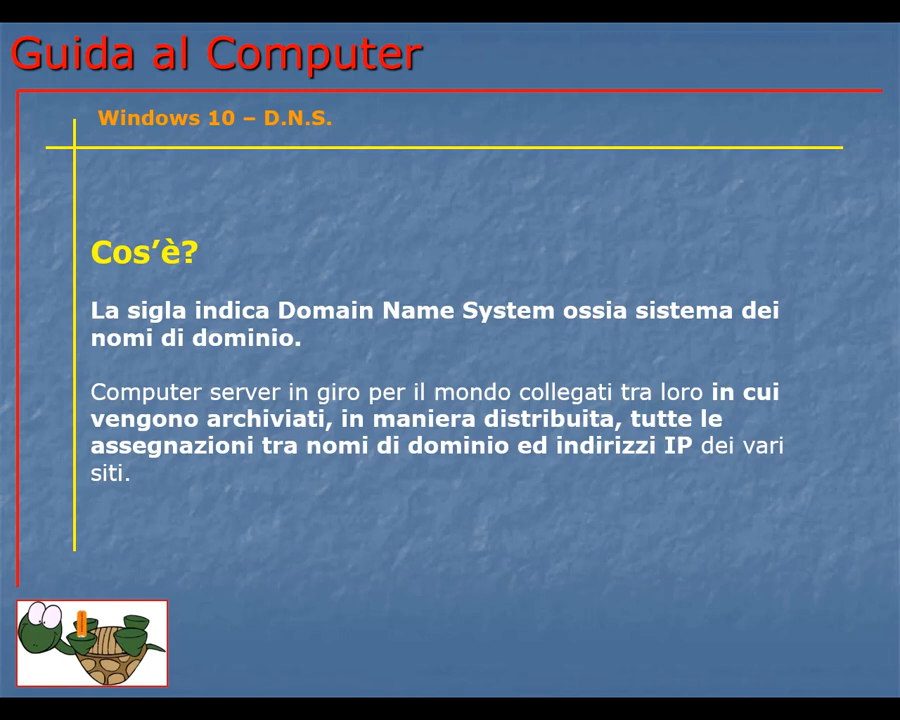 Guida al Computer
Windows 10 – D.N.S.
Cos’è?
La sigla indica Domain Name System ossia sistema dei
nomi di dominio.
Computer server in giro per il mondo collegati tra loro in cui
vengono archiviati, in maniera distribuita, tutte le
assegnazioni tra nomi di dominio ed indirizzi IP dei vari
siti.